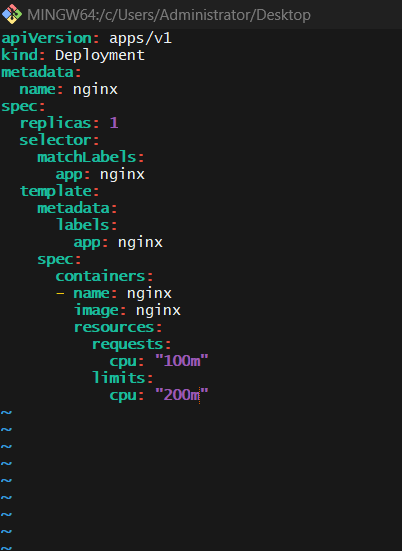 MINGW64:/c/Users/Administrator/Desktop
apiVersion: apps/v1
kind: Deployment
metadata:
  name: nginx
spec:
  replicas: 1
  selector:
    matchLabels:
      app: nginx
  template:
    metadata:
      labels:
        app: nginx
    spec:
      containers:
      - name: nginx
        image: nginx
        resources:
          requests:
            cpu: "100m"
          limits:
            cpu: "200m"
~
~
~
~
~
~
~
~
~